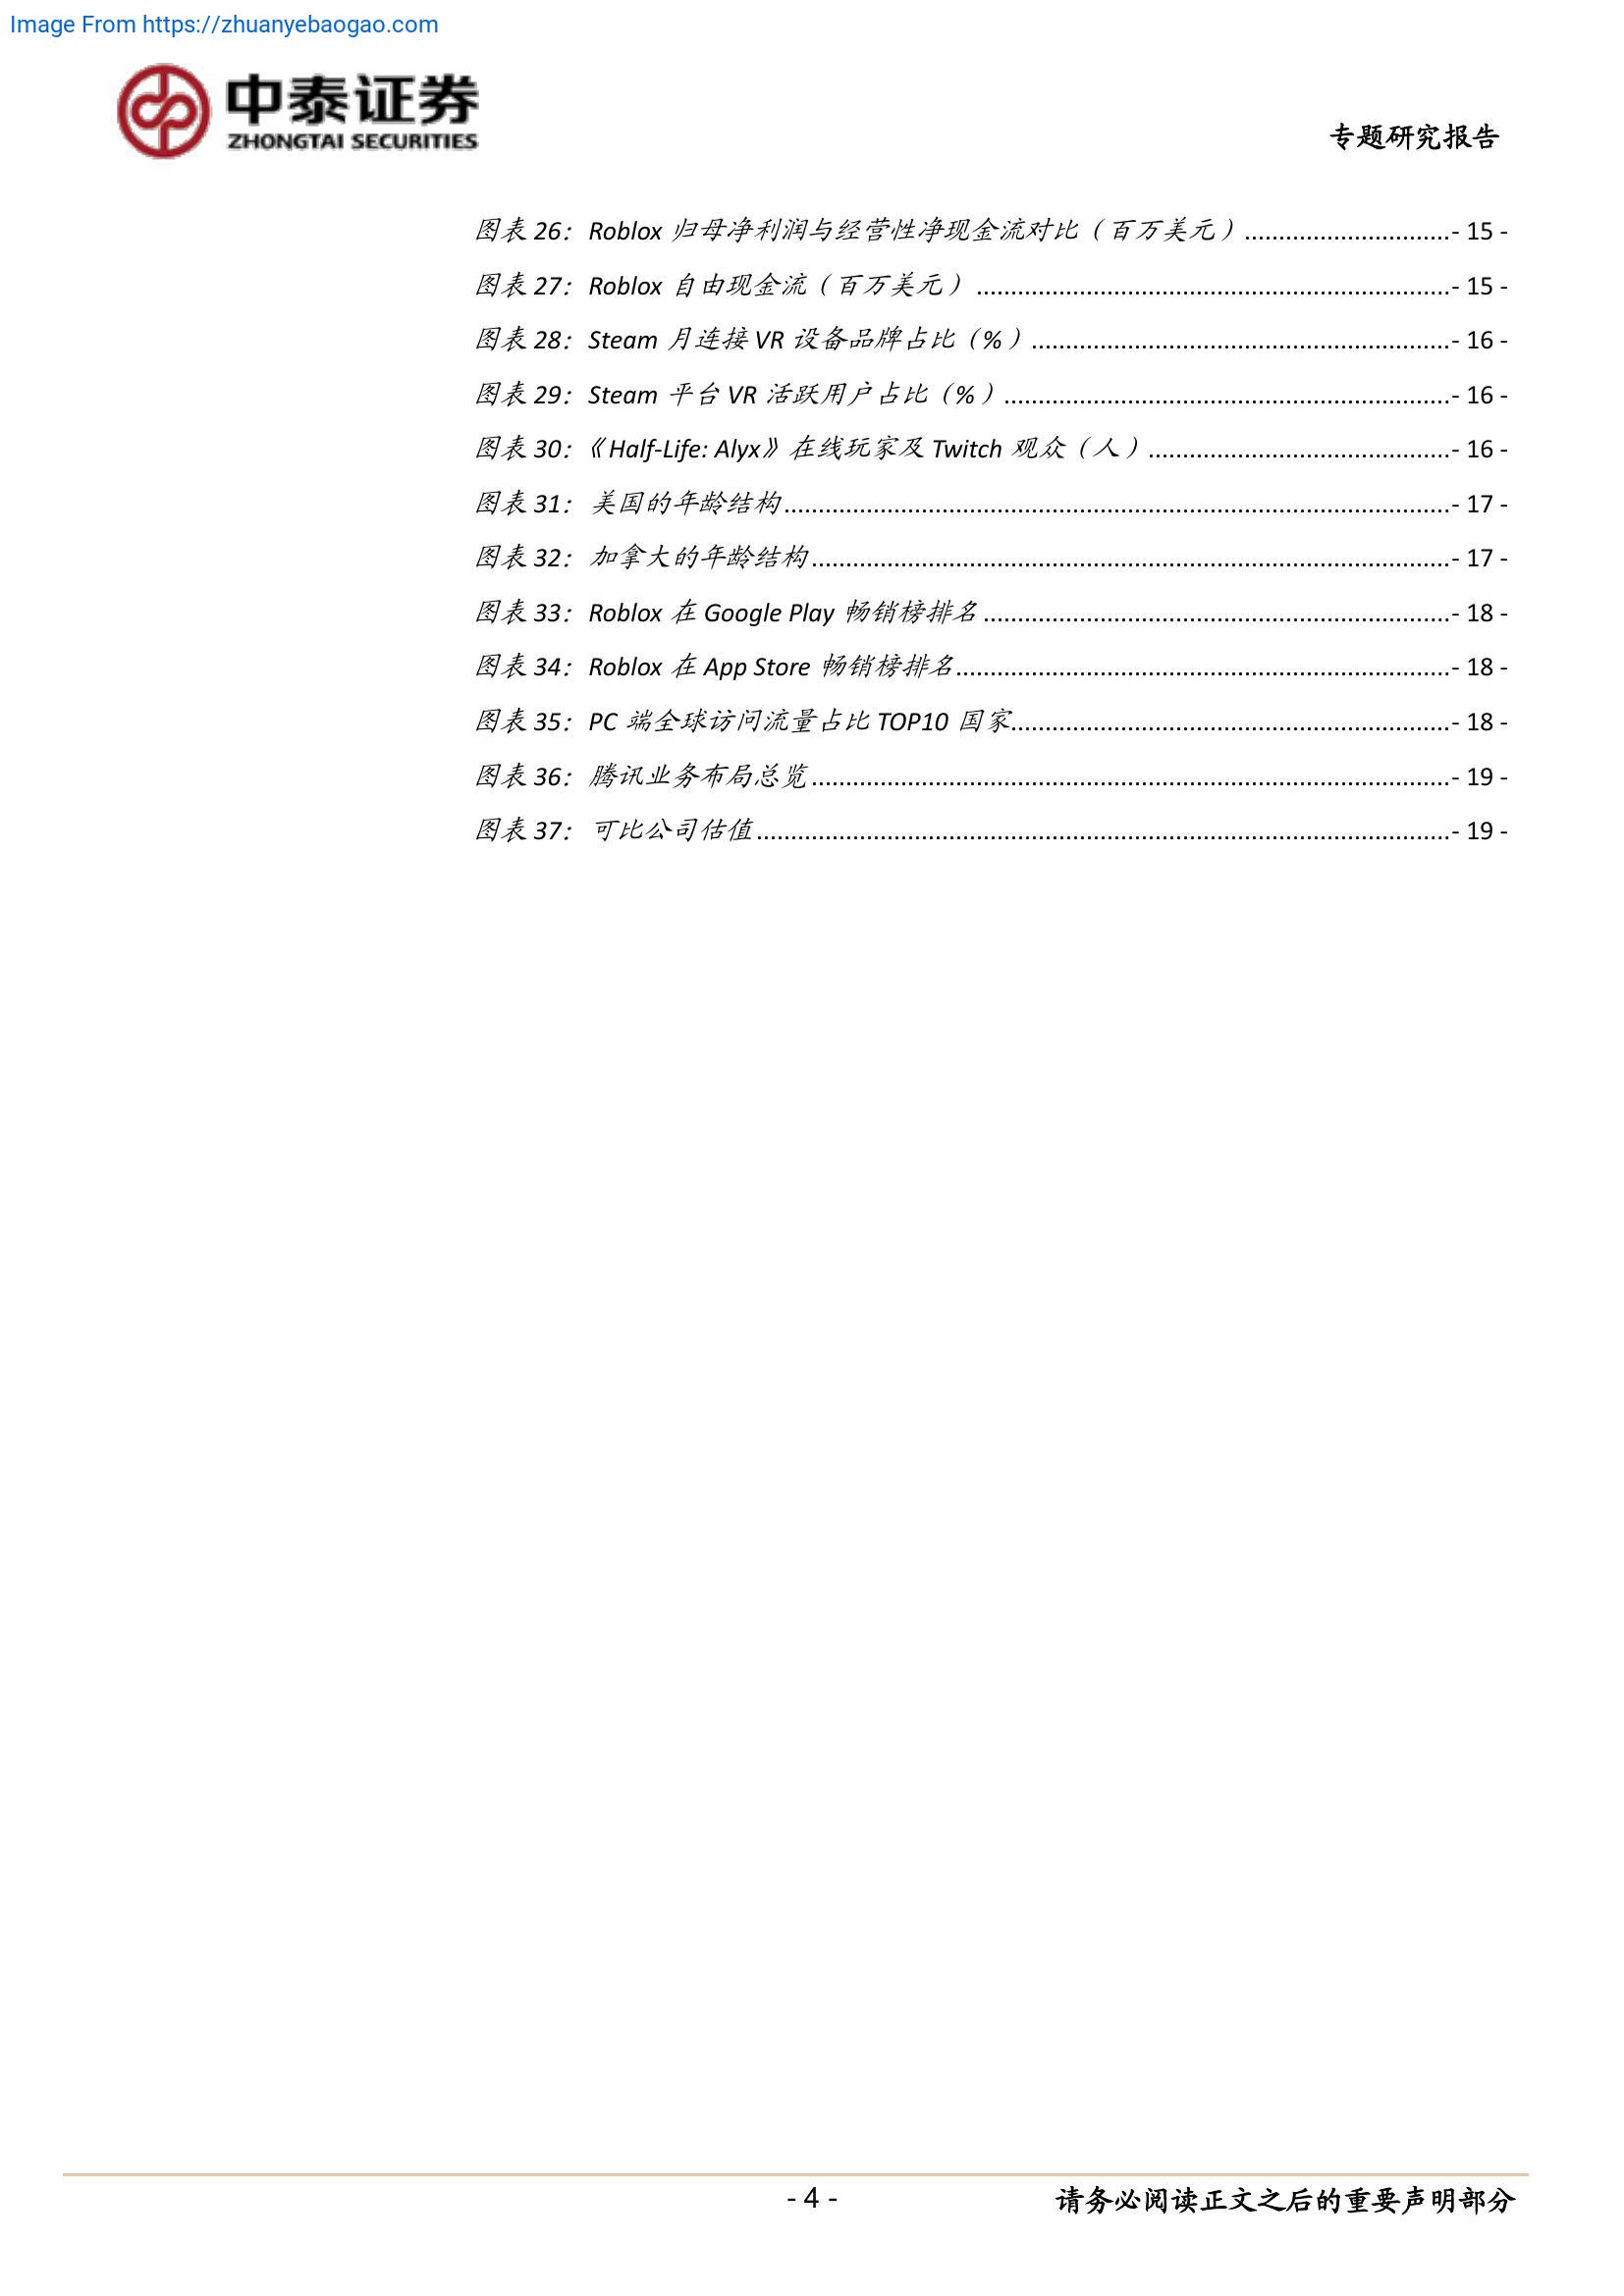 Image From https://zhuanyebaogao.com
中泰证券
ZHONGTAI SECURITIES
专题研究报告
图表 26：Roblox 归母净利润与经营性净现金流对比（百万美元）..............................- 15 -
图表 27：Roblox 自由现金流（百万美元）.....................................................................- 15 -
图表 28：Steam 月连接 VR 设备品牌占比（%）.............................................................- 16 -
图表 29：Steam 平台 VR 活跃用户占比（%）.................................................................- 16 -
图表 30：《Half-Life: Alyx》在线玩家及 Twitch 观众（人）............................................- 16 -
图表 31：美国的年龄结构.................................................................................................- 17 -
图表 32：加拿大的年龄结构.............................................................................................- 17 -
图表 33：Roblox 在 Google Play 畅销榜排名....................................................................- 18 -
图表 34：Roblox 在 App Store 畅销榜排名........................................................................- 18 -
图表 35：PC 端全球访问流量占比 TOP10 国家................................................................- 18 -
图表 36：腾讯业务布局总览.............................................................................................- 19 -
图表 37：可比公司估值.....................................................................................................- 19 -
- 4 -
请务必阅读正文之后的重要声明部分